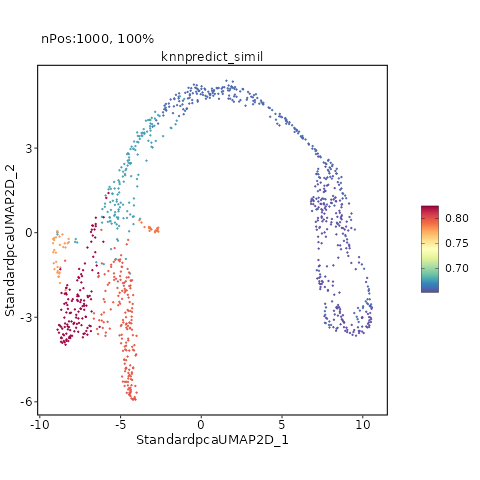 nPos:1000, 100%
knnpredict_simil
StandardpcaUMAP2D_2
3
0
-3
-6
0.80
0.75
0.70
-10 -5 0 5 10
StandardpcaUMAP2D_1